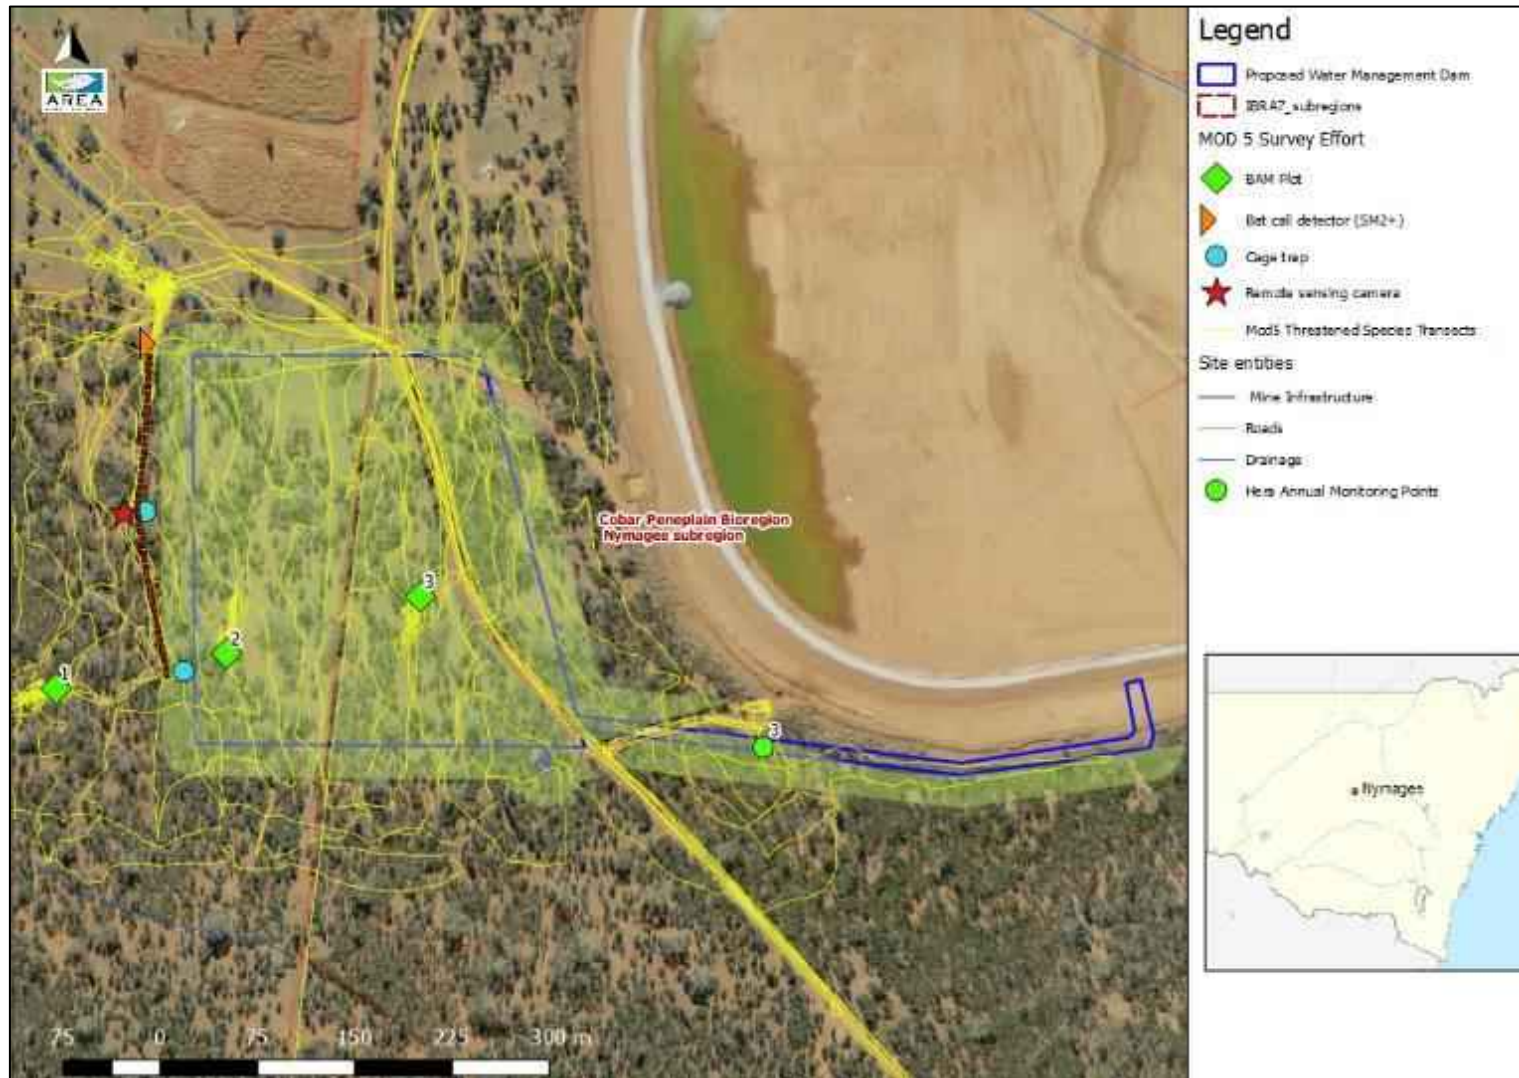 AREA
Cobar Peneplain Bioregion
Nymagee subregion
3
2
1
3
75 0 75 150 225 300 m
Legend
Proposed Water Management Dam
IBRA7_subregions
MOD 5 Survey Effort
BAM Plot
Bat call detector (SM2+)
Cage trap
Remote sensing camera
Mod5 Threatened Species Transects
Site entities
Mine Infrastructure
Roads
Drainage
Hera Annual Monitoring Points
Nymagee